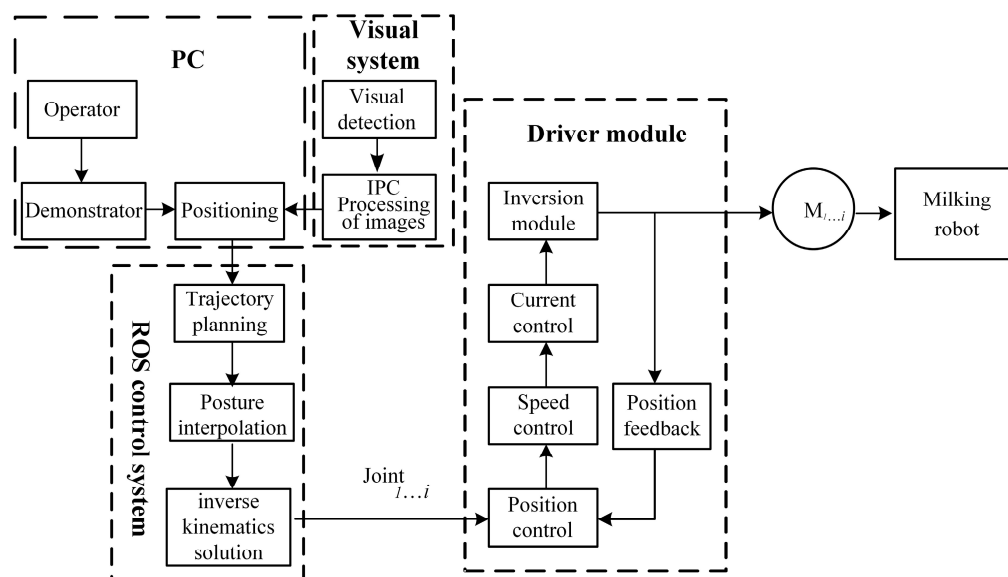 PC
Operator
Demonstrator
Positioning
Visual
system
Visual
detection
IPC
Processing
of images
ROS control system
Trajectory
planning
Posture
interpolation
inverse
kinematics
solution
Joint 1…i
Driver module
Inversion
module
Current
control
Speed
control
Position
control
Position
feedback
M1…i
Milking
robot